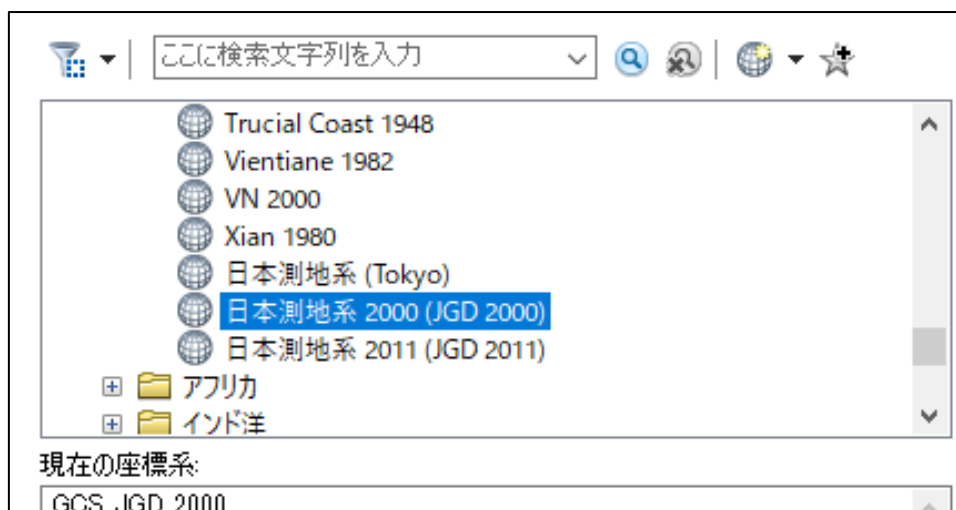 ここに検索文字列を入力
Trucial Coast 1948
Vientiane 1982
VN 2000
Xian 1980
日本測地系 (Tokyo)
日本測地系 2000 (JGD 2000)
日本測地系 2011 (JGD 2011)
アフリカ
インド洋
現在の座標系:
GCS JGD 2000